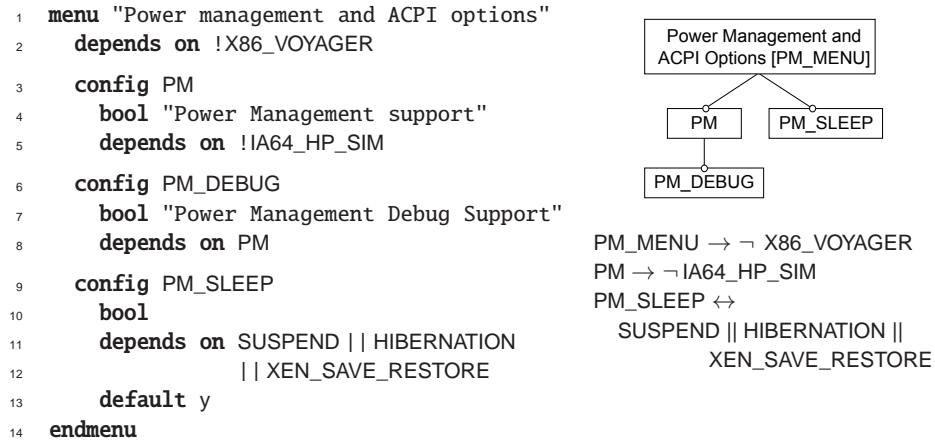 1 menu "Power management and ACPI options"
2 depends on !X86_VOYAGER
3 config PM
4 bool "Power Management support"
5 depends on !IA64_HP_SIM
6 config PM_DEBUG
7 bool "Power Management Debug Support"
8 depends on PM
9 config PM_SLEEP
10 bool
11 depends on SUSPEND || HIBERNATION
12 || XEN_SAVE_RESTORE
13 default y
14 endmenu
Power Management and
ACPI Options [PM_MENU]
PM
PM_SLEEP
PM_DEBUG
PM_MENU → ¬ X86_VOYAGER
PM → ¬ IA64_HP_SIM
PM_SLEEP ↔
SUSPEND || HIBERNATION ||
XEN_SAVE_RESTORE